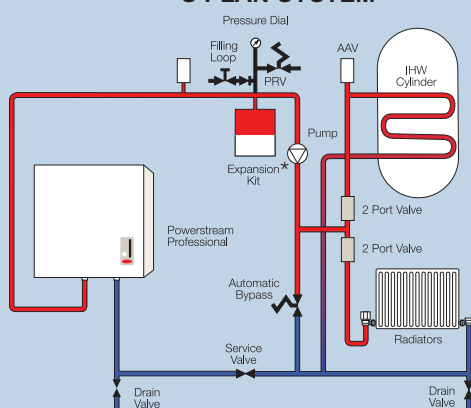 Pressure Dial
Filling
Loop
PRV
AAV
IHW
Cylinder
Pump
Expansion*
Kit
2 Port Valve
Powerstream
Professional
2 Port Valve
Automatic
Bypass
Radiators
Service
Valve
Drain
Valve
Drain
Valve